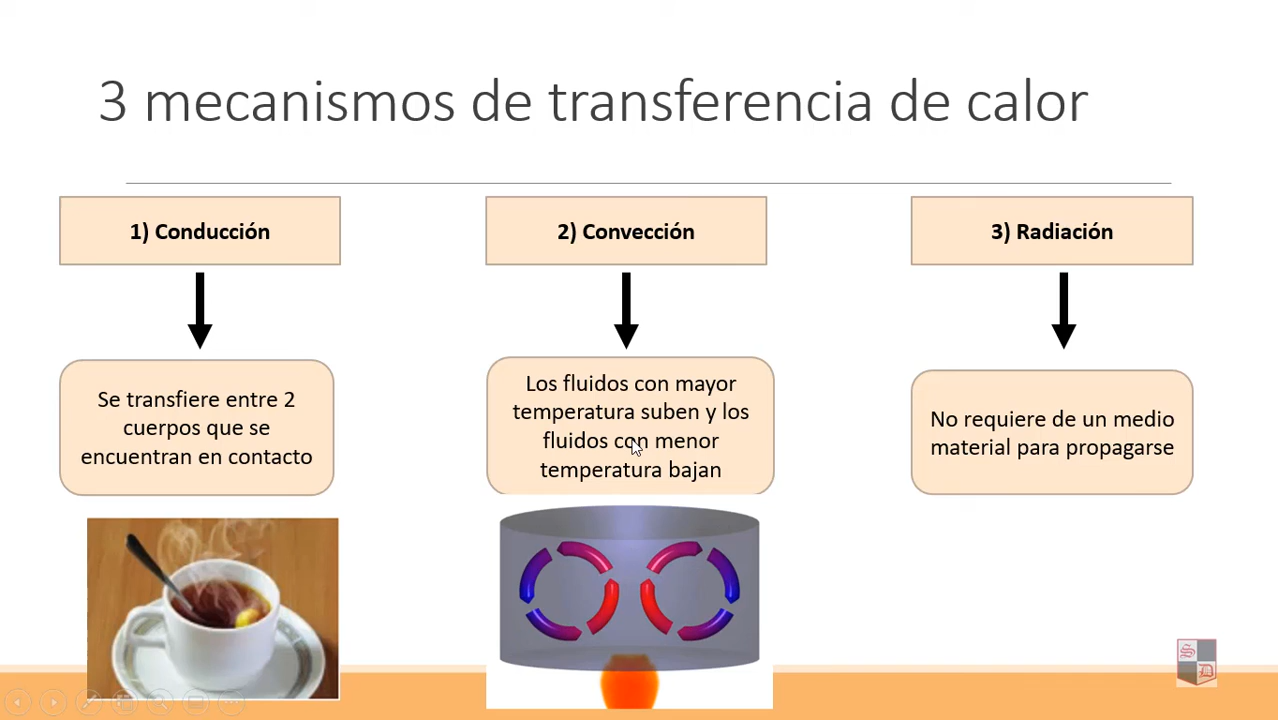 3 mecanismos de transferencia de calor
1) Conducción
2) Convección
3) Radiación
Se transfiere entre 2
cuerpos que se
encuentran en contacto
Los fluidos con mayor
temperatura suben y los
fluidos con menor
temperatura bajan
No requiere de un medio
material para propagarse
S
D